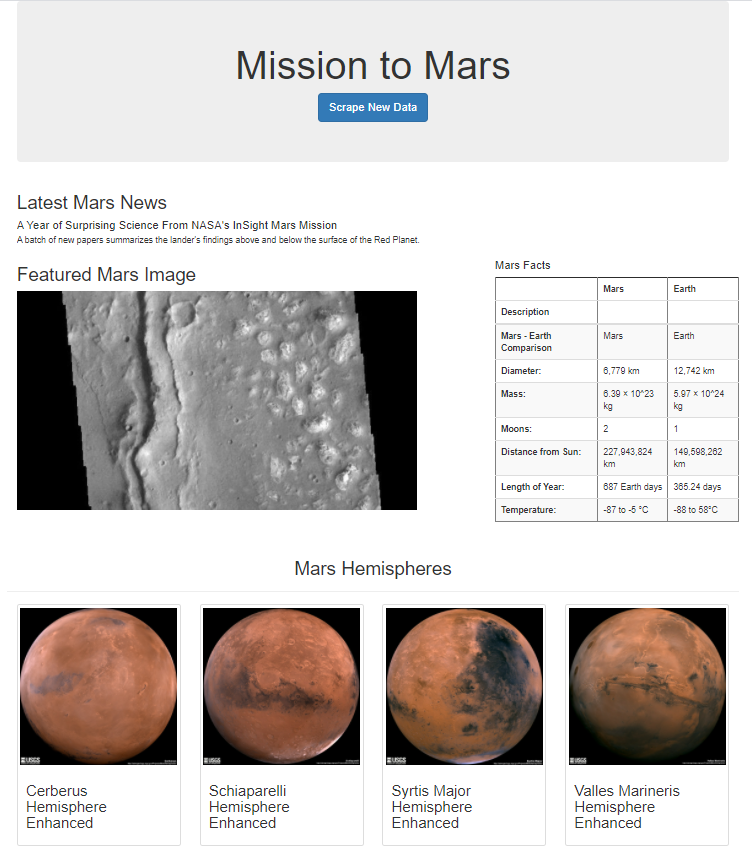 Mission to Mars
Scrape New Data
Latest Mars News
A Year of Surprising Science From NASA's InSight Mars Mission
A batch of new papers summarizes the lander's findings above and below the surface of the Red Planet.
Featured Mars Image
Mars Facts
Mars Earth
Description
Mars - Earth Mars Earth
Comparison
Diameter: 6,779 km 12,742 km
Mass: 6.39 × 10^23 5.97 × 10^24
kg kg
Moons: 2 1
Distance from Sun: 227,943,824 149,598,262
km km
Length of Year: 687 Earth days 365.24 days
Temperature: -87 to -5 °C -88 to 58°C
Mars Hemispheres
USGS USGS USGS USGS
Cerberus Schiaparelli Syrtis Major Valles Marineris
Hemisphere Hemisphere Hemisphere Hemisphere
Enhanced Enhanced Enhanced Enhanced